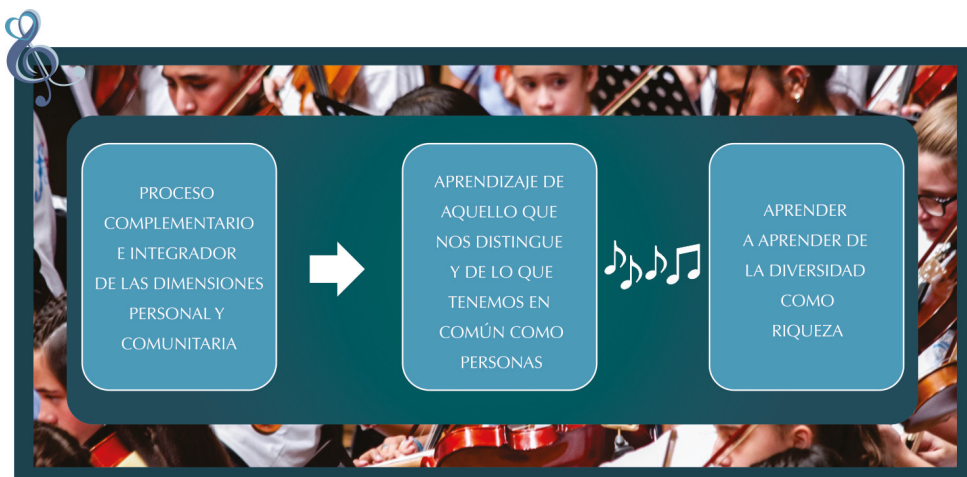 PROCESO
COMPLEMENTARIO
E INTEGRADOR
DE LAS DIMENSIONES
PERSONAL Y
COMUNITARIA
APRENDIZAJE DE
AQUELLO QUE
NOS DISTINGUE
Y DE LO QUE
TENEMOS EN
COMÚN COMO
PERSONAS
APRENDER
A APRENDER DE
LA DIVERSIDAD
COMO
RIQUEZA